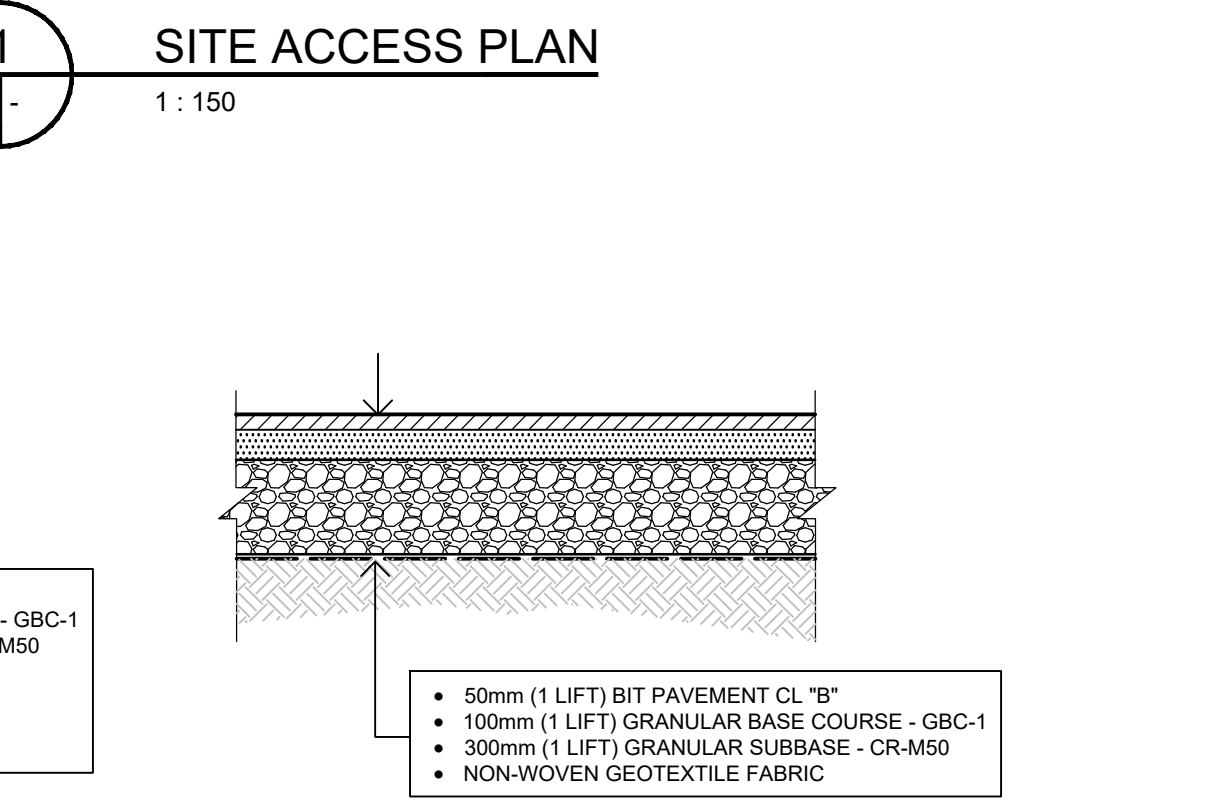 1
SITE ACCESS PLAN
-
1 : 150
- GBC-1
M50
• 50mm (1 LIFT) BIT PAVEMENT CL "B"
• 100mm (1 LIFT) GRANULAR BASE COURSE - GBC-1
• 300mm (1 LIFT) GRANULAR SUBBASE - CR-M50
• NON-WOVEN GEOTEXTILE FABRIC